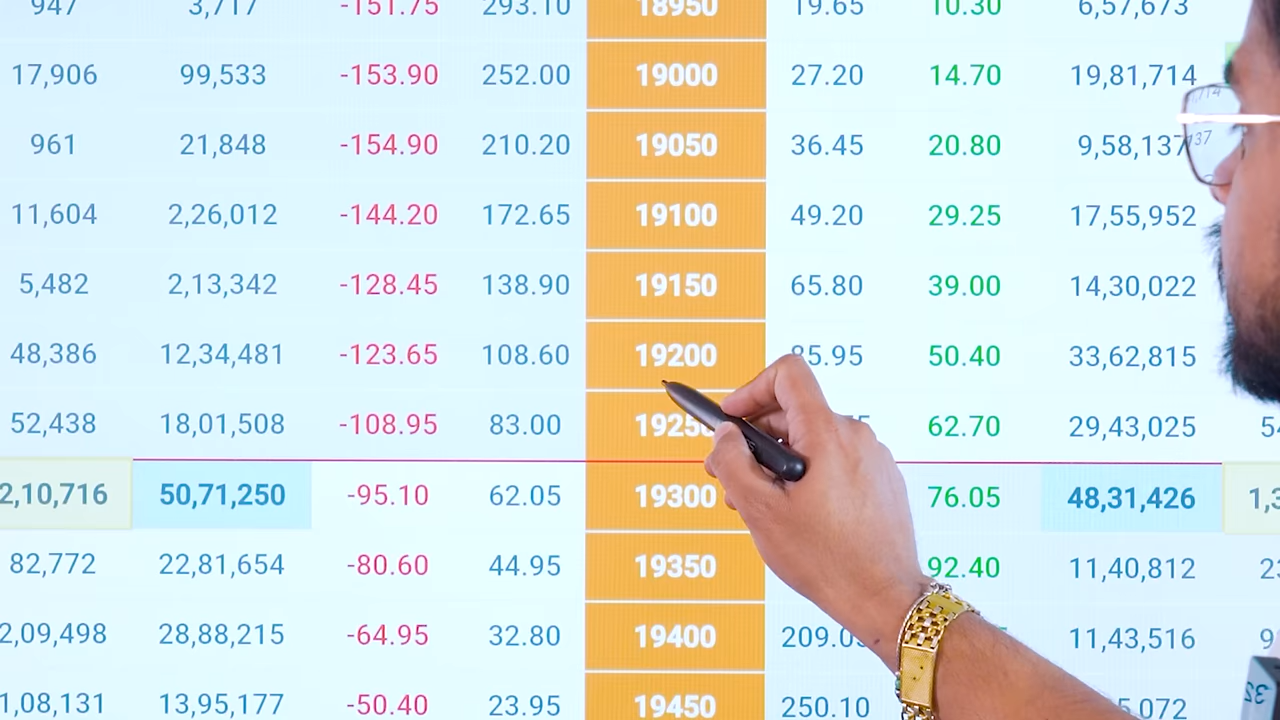 947 3,717 -151.75 293.10 18950 19.65 10.30 6,57,673
17,906 99,533 -153.90 252.00 19000 27.20 14.70 19,81,714
961 21,848 -154.90 210.20 19050 36.45 20.80 9,58,137
11,604 2,26,012 -144.20 172.65 19100 49.20 29.25 17,55,952
5,482 2,13,342 -128.45 138.90 19150 65.80 39.00 14,30,022
48,386 12,34,481 -123.65 108.60 19200 85.95 50.40 33,62,815
52,438 18,01,508 -108.95 83.00 19250 62.70 29,43,025
2,10,716 50,71,250 -95.10 62.05 19300 76.05 48,31,426
82,772 22,81,654 -80.60 44.95 19350 92.40 11,40,812
2,09,498 28,88,215 -64.95 32.80 19400 209.05 11,43,516
1,08,131 13,95,177 -50.40 23.95 19450 250.10